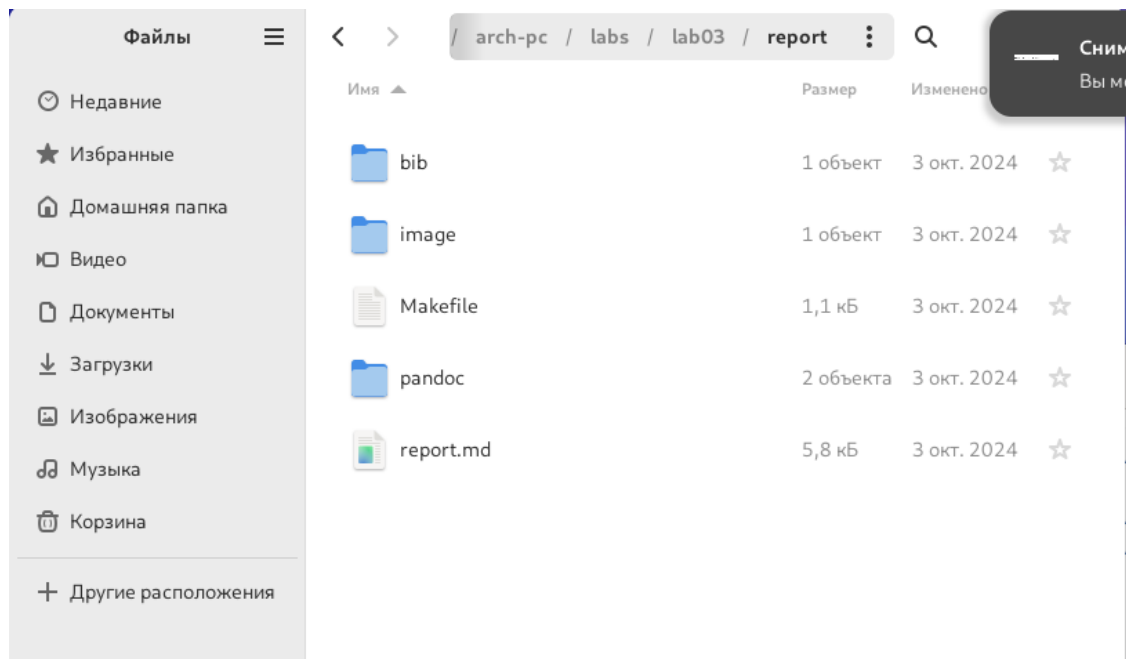 Файлы
/ arch-pc / labs / lab03 / report
Сним
Вы м
Имя Размер Изменено
Недавние
Избранные
Домашняя папка
Видео
Документы
Загрузки
Изображения
Музыка
Корзина
Другие расположения
bib 1 объект 3 окт. 2024
image 1 объект 3 окт. 2024
Makefile 1,1 кБ 3 окт. 2024
pandoc 2 объекта 3 окт. 2024
report.md 5,8 кБ 3 окт. 2024